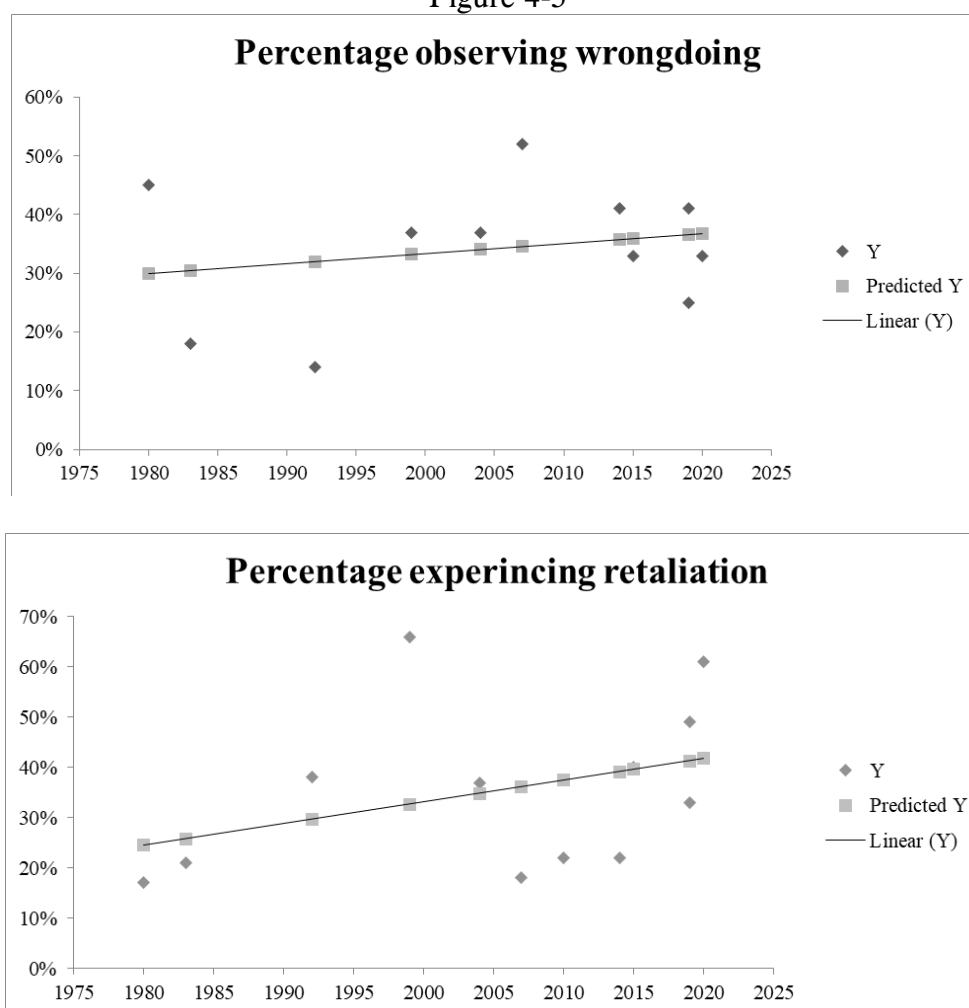 Figure 4-3
Percentage observing wrongdoing
60%
50%
40%
30%
20%
10%
0%
1975 1980 1985 1990 1995 2000 2005 2010 2015 2020 2025
Y
Predicted Y
Linear (Y)
Percentage experincing retaliation
70%
60%
50%
40%
30%
20%
10%
0%
1975 1980 1985 1990 1995 2000 2005 2010 2015 2020 2025
Y
Predicted Y
Linear (Y)